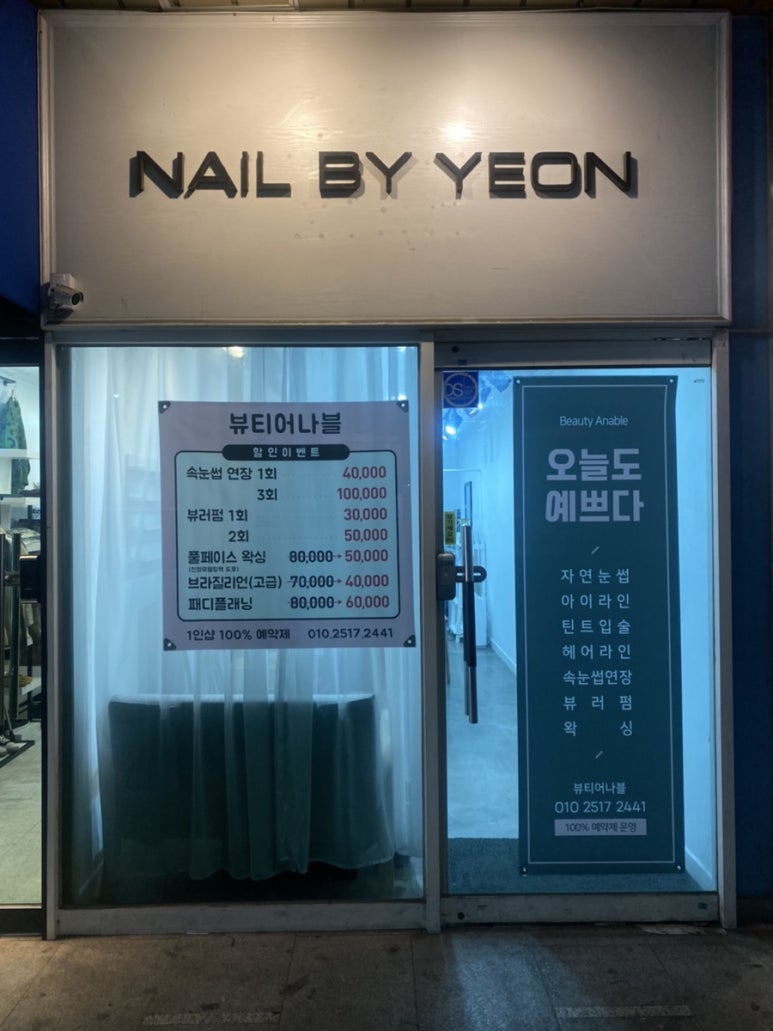 NAIL BY YEON
뷰티어나블
할인이벤트
속눈썹 연장 1회 40,000
3회 100,000
뷰러펌 1회 30,000
2회 50,000
풀페이스 왁싱 80,000→50,000
브라질리언(고급) 70,000→40,000
패디플래닝 80,000→60,000
1인샵 100% 예약제 010.2517.2441
Beauty Anable
오늘도
예쁘다
자연눈썹
아이라인
틴트입술
헤어라인
속눈썹연장
뷰러펌
왁싱
뷰티어나블
010 2517 2441
100% 예약제 운영